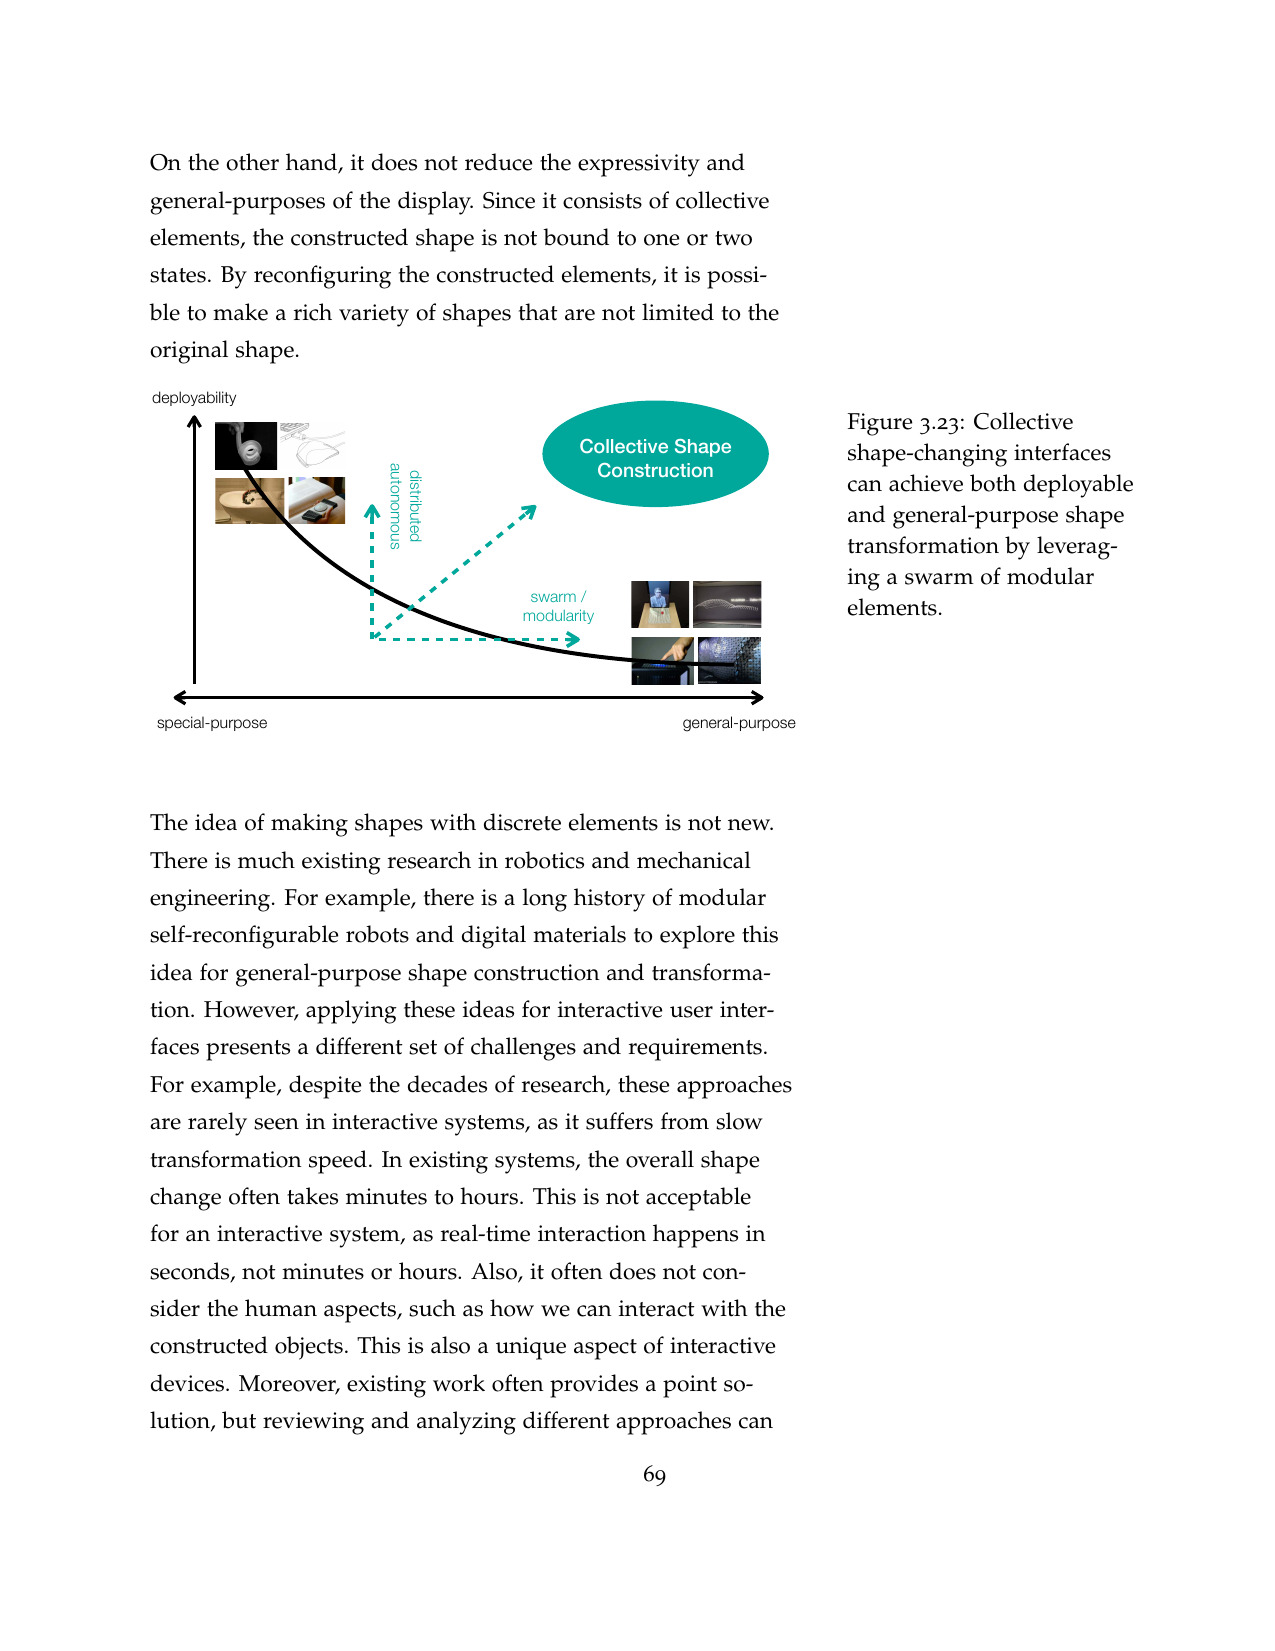 On the other hand, it does not reduce the expressivity and
general-purposes of the display. Since it consists of collective
elements, the constructed shape is not bound to one or two
states. By reconfiguring the constructed elements, it is possi-
ble to make a rich variety of shapes that are not limited to the
original shape.
deployability
distributed
autonomous
Collective Shape
Construction
swarm /
modularity
special-purpose
general-purpose
Figure 3.23: Collective
shape-changing interfaces
can achieve both deployable
and general-purpose shape
transformation by leverag-
ing a swarm of modular
elements.
The idea of making shapes with discrete elements is not new.
There is much existing research in robotics and mechanical
engineering. For example, there is a long history of modular
self-reconfigurable robots and digital materials to explore this
idea for general-purpose shape construction and transforma-
tion. However, applying these ideas for interactive user inter-
faces presents a different set of challenges and requirements.
For example, despite the decades of research, these approaches
are rarely seen in interactive systems, as it suffers from slow
transformation speed. In existing systems, the overall shape
change often takes minutes to hours. This is not acceptable
for an interactive system, as real-time interaction happens in
seconds, not minutes or hours. Also, it often does not con-
sider the human aspects, such as how we can interact with the
constructed objects. This is also a unique aspect of interactive
devices. Moreover, existing work often provides a point so-
lution, but reviewing and analyzing different approaches can
69